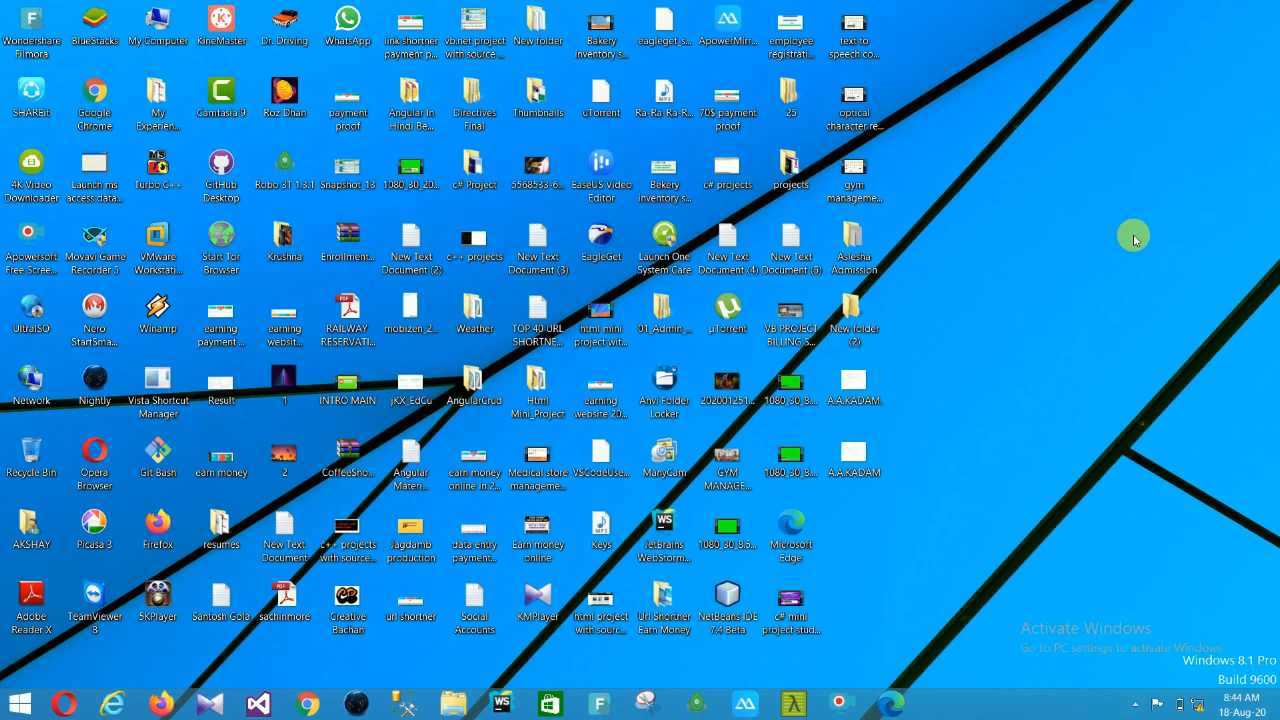 Wondershare
Filmora
BlueStacks
My Computer
KineMaster
Dr. Driving
WhatsApp
link shortner
payment p...
vb.net project
with source ...
New folder
Bakery
inventory s...
eagleget_s...
ApowerMirr...
employee
registrati...
text to
speech co...
SHAREit
Google
Chrome
My
Experien...
Camtasia 9
Roz Dhan
payment
proof
Angular In
Hindi Be...
Directives
Final
Thumbnails
uTorrent
Ra-Ra-Ra-R...
70$ payment
proof
25
optical
character re...
4K Video
Downloader
Launch ms
access data...
Turbo C++
GitHub
Desktop
Robo 3T 1.3.1
Snapshot_13
1080_30_20...
c# Project
5568533-6...
EaseUS Video
Editor
Bekery
inventory s...
c# projects
projects
gym
manageme...
Apowersoft
Free Scree...
Movavi Game
Recorder 5
VMware
Workstati...
Start Tor
Browser
Krushna
Enrollment...
New Text
Document (2)
c++ projects
New Text
Document (3)
EagleGet
Launch One
System Care
New Text
Document (4)
New Text
Document (5)
Aslesha
Admission
UltraISO
Nero
StartSma...
Winamp
earning
payment ...
earning
websit...
RAILWAY
RESERVATI...
mobizen_2...
Weather
TOP 40 URL
SHORTNE...
html mini
project wit...
01_Admin_...
µTorrent
VB PROJECT
BILLING S...
New folder
(2)
Network
Nightly
Vista Shortcut
Manager
Result
1
INTRO MAIN
jKX_EdCu
AngularCrud
Html
Mini_Project
earning
website 20...
Anvi Folder
Locker
202001251...
1080_30_8...
A.A.KADAM.
Recycle Bin
Opera
Browser
Git Bash
earn money
2
CoffeeSho...
Angular
Materi...
earn money
online in 2...
Medical store
manageme...
VSCodeUse...
ManyCam
GYM
MANAGE...
1080_30_8...
A.A.KADAM
AKSHAY
Picasa 3
Firefox
resumes
New Text
Document
c++ projects
with source...
Jagdamb
production
data entry
payment...
Earn money
online
Keys
JetBrains
WebStorm...
1080_30_8.5...
Microsoft
Edge
Adobe
Reader X
TeamViewer
8
5KPlayer
Santosh Gola
sachinmore
Creative
Bachan
url shortner
Social
Accounts
KMPlayer
html project
with sourc...
Url Shortner
Earn Money
NetBeans IDE
7.4 Beta
c# mini
project stud...
Activate Windows
Go to PC settings to activate Windows.
Windows 8.1 Pro
Build 9600
8:44 AM
18-Aug-20